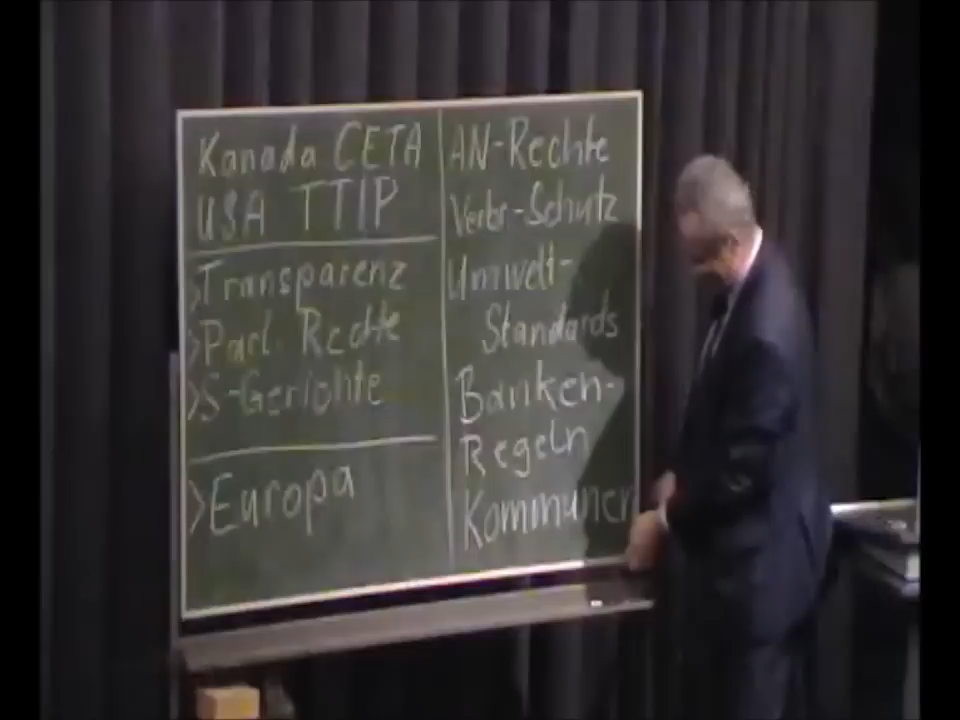 Kanada CETA
USA TTIP
>Transparenz
>Parl. Rechte
>S-Gerichte
>Europa
AN-Rechte
Verbr-Schutz
Umwelt-
Standards
Banken-
Regeln
Kommunen